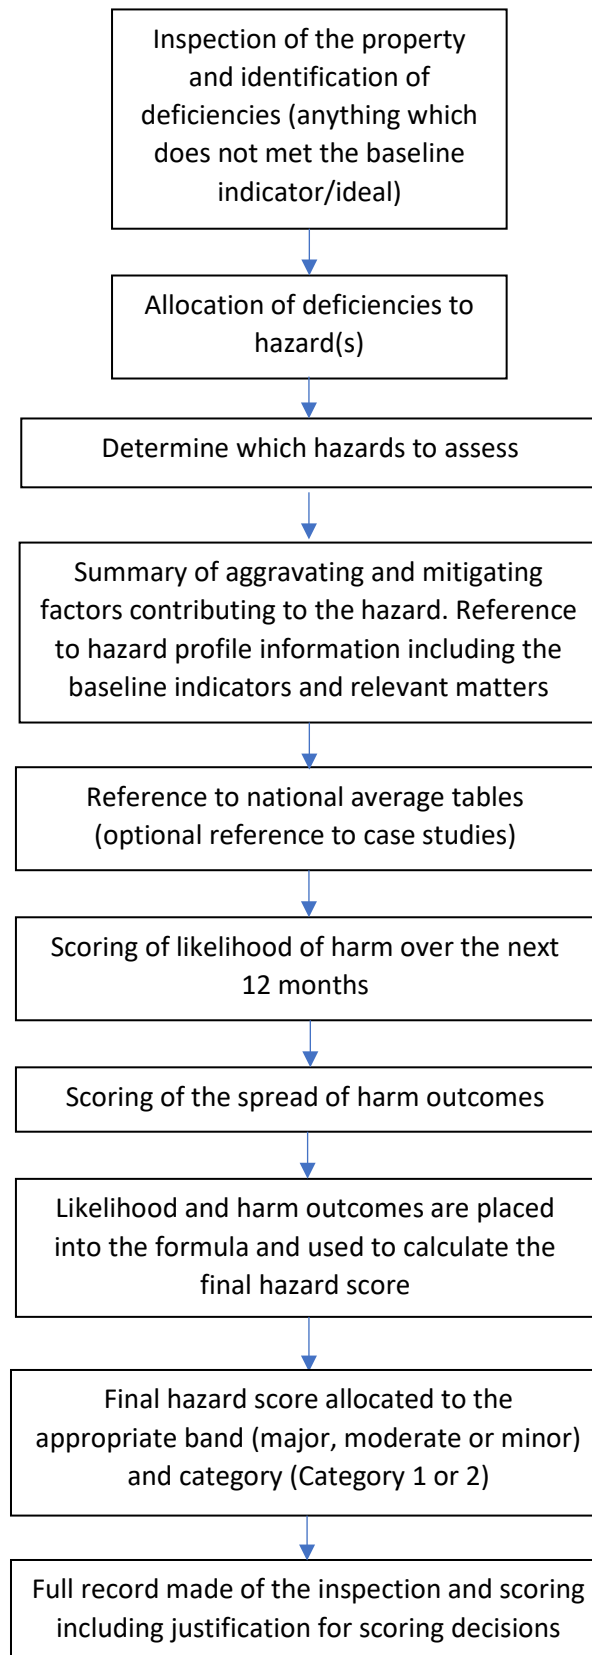 Inspection of the property
and identification of
deficiencies (anything which
does not met the baseline
indicator/ideal)
Allocation of deficiencies to
hazard(s)
Determine which hazards to assess
Summary of aggravating and mitigating
factors contributing to the hazard. Reference
to hazard profile information including the
baseline indicators and relevant matters
Reference to national average tables
(optional reference to case studies)
Scoring of likelihood of harm over the next
12 months
Scoring of the spread of harm outcomes
Likelihood and harm outcomes are placed
into the formula and used to calculate the
final hazard score
Final hazard score allocated to the
appropriate band (major, moderate or minor)
and category (Category 1 or 2)
Full record made of the inspection and scoring
including justification for scoring decisions